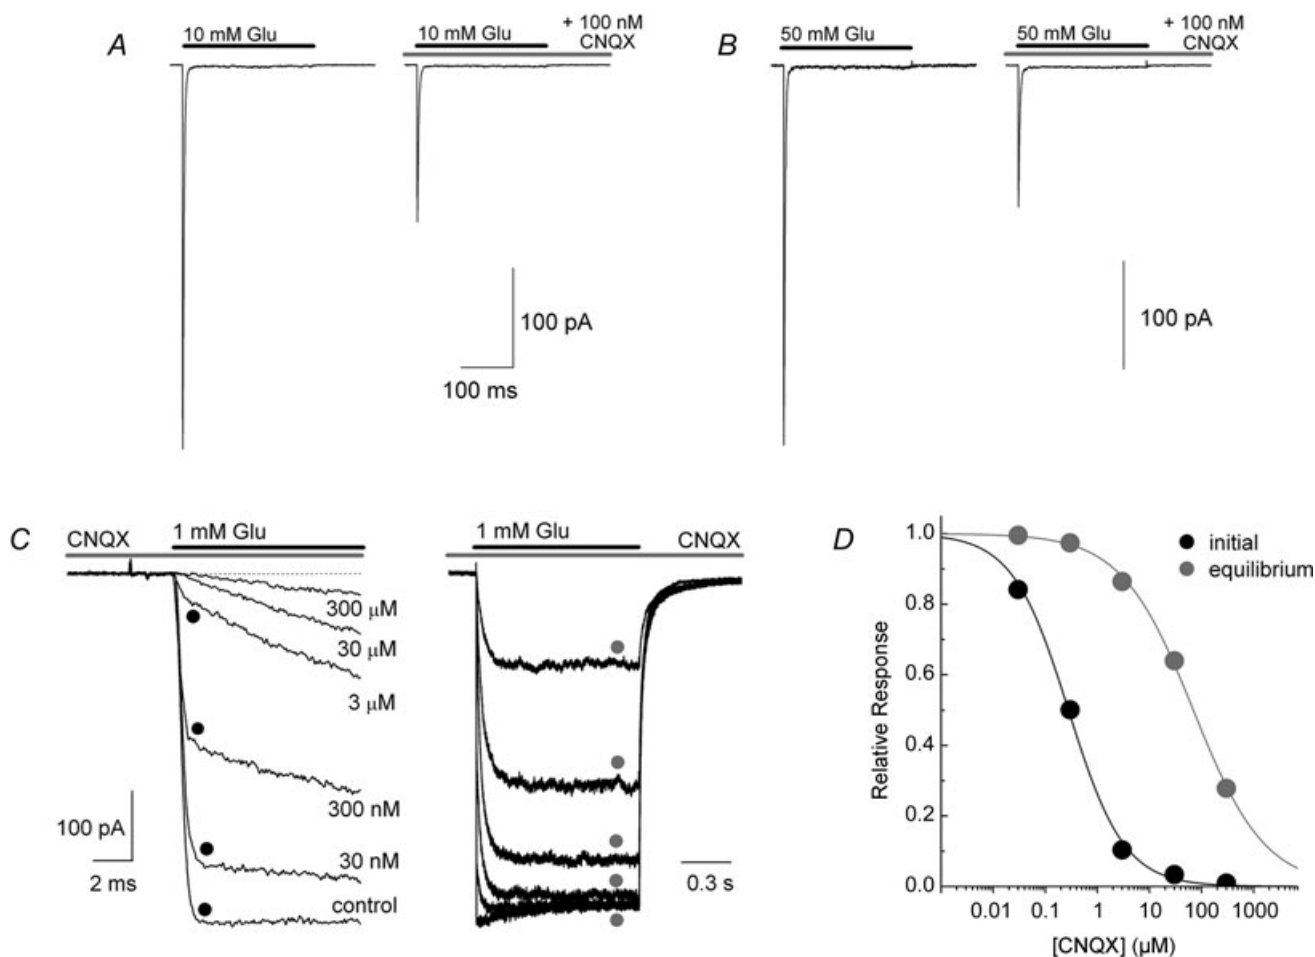 A
10 mM Glu
10 mM Glu
+ 100 nM
CNQX
100 pA
100 ms
B
50 mM Glu
50 mM Glu
+ 100 nM
CNQX
100 pA
C
CNQX
1 mM Glu
300 μM
30 μM
3 μM
300 nM
30 nM
control
100 pA
2 ms
1 mM Glu
CNQX
0.3 s
D
initial
equilibrium
Relative Response
1.0
0.8
0.6
0.4
0.2
0.0
0.01
0.1
1
10
100
1000
[CNQX] (μM)